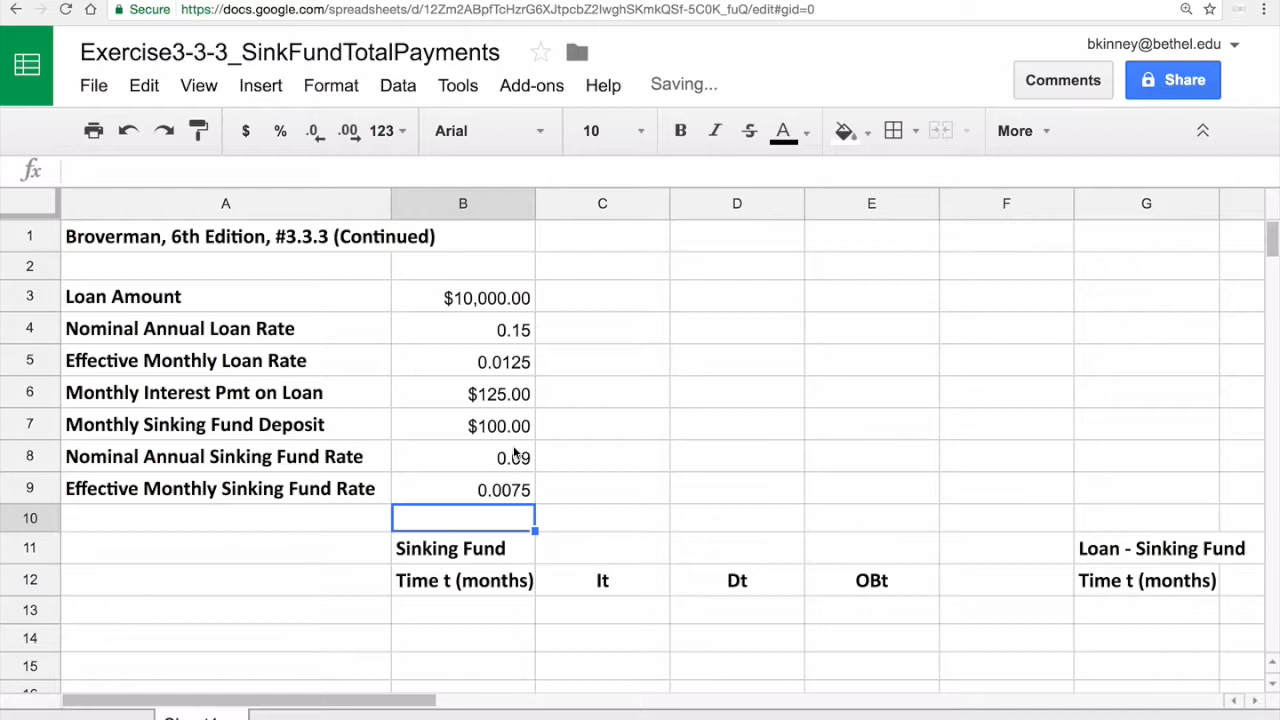 Secure https://docs.google.com/spreadsheets/d/12Zm2ABpfTcHzrG6XJtpcbZ2lwghSKmkQSf-5C0K_fuQ/edit#gid=0
Exercise3-3-3_SinkFundTotalPayments
bkinney@bethel.edu
File Edit View Insert Format Data Tools Add-ons Help Saving...
Comments Share
$ % .0 .00 123 Arial 10 B I S A More
fx
A B C D E F G
1 Broverman, 6th Edition, #3.3.3 (Continued)
2
3 Loan Amount $10,000.00
4 Nominal Annual Loan Rate 0.15
5 Effective Monthly Loan Rate 0.0125
6 Monthly Interest Pmt on Loan $125.00
7 Monthly Sinking Fund Deposit $100.00
8 Nominal Annual Sinking Fund Rate 0.09
9 Effective Monthly Sinking Fund Rate 0.0075
10
11 Sinking Fund Loan - Sinking Fund
12 Time t (months) It Dt OBt Time t (months)
13
14
15